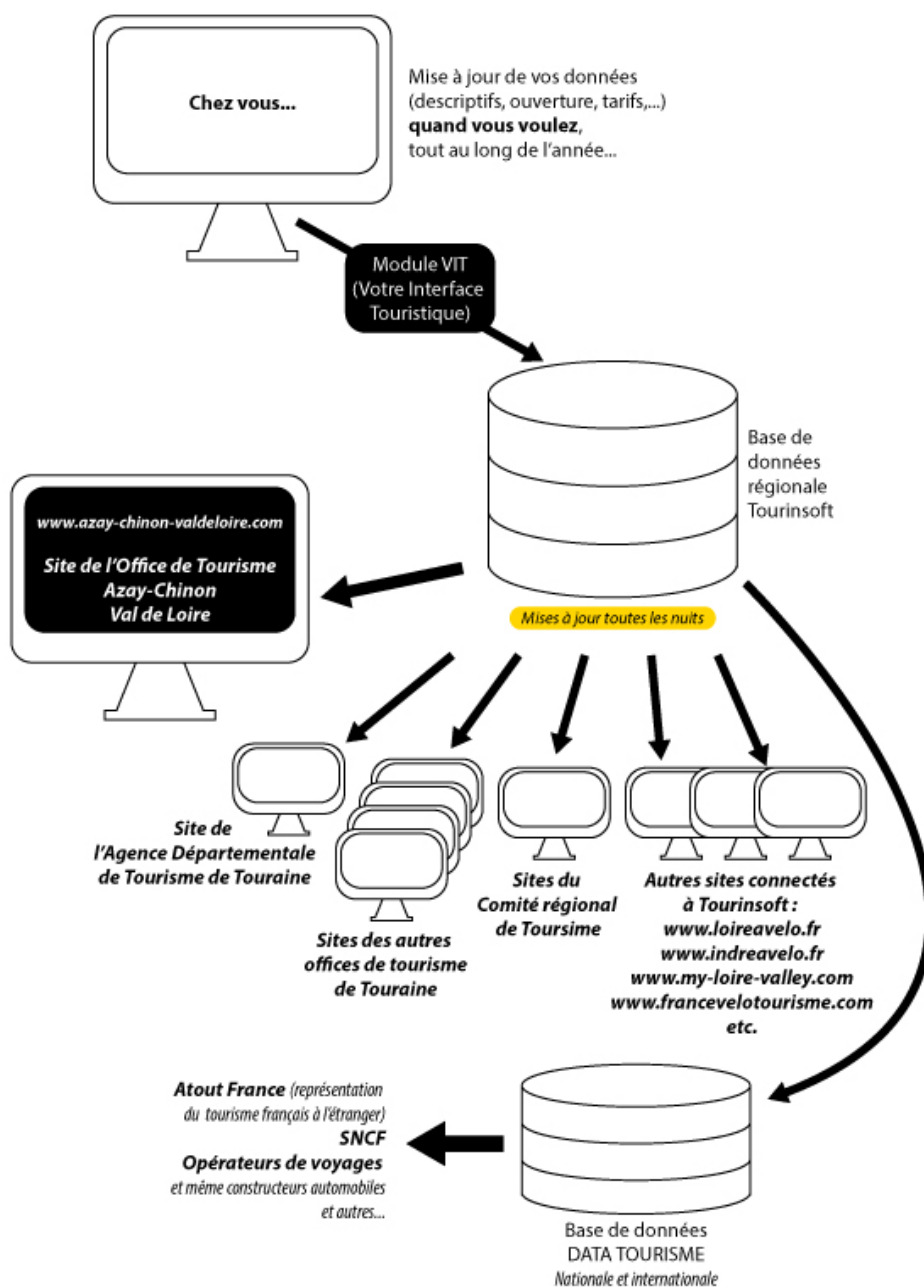 Chez vous...
Mise à jour de vos données
(descriptifs, ouverture, tarifs,...)
quand vous voulez,
tout au long de l'année...
Module VIT
(Votre Interface
Touristique)
Base de
données
régionale
Tourinsoft
www.azay-chinon-valdeloire.com
Site de l'Office de Tourisme
Azay-Chinon
Val de Loire
Mises à jour toutes les nuits
Site de
l'Agence Départementale
de Tourisme de Touraine
Sites des autres
offices de tourisme
de Touraine
Sites du
Comité régional
de Toursime
Autres sites connectés
à Tourinsoft :
www.loireavelo.fr
www.indreavelo.fr
www.my-loire-valley.com
www.francevelotourisme.com
etc.
Atout France (représentation
du tourisme français à l'étranger)
SNCF
Opérateurs de voyages
et même constructeurs automobiles
et autres...
Base de données
DATA TOURISME
Nationale et internationale